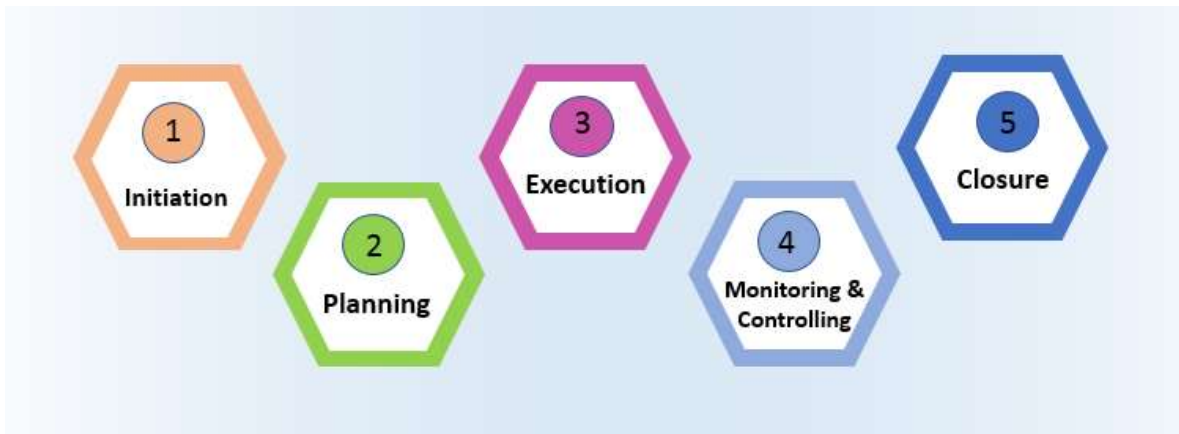 1
Initiation
2
Planning
3
Execution
4
Monitoring &
Controlling
5
Closure